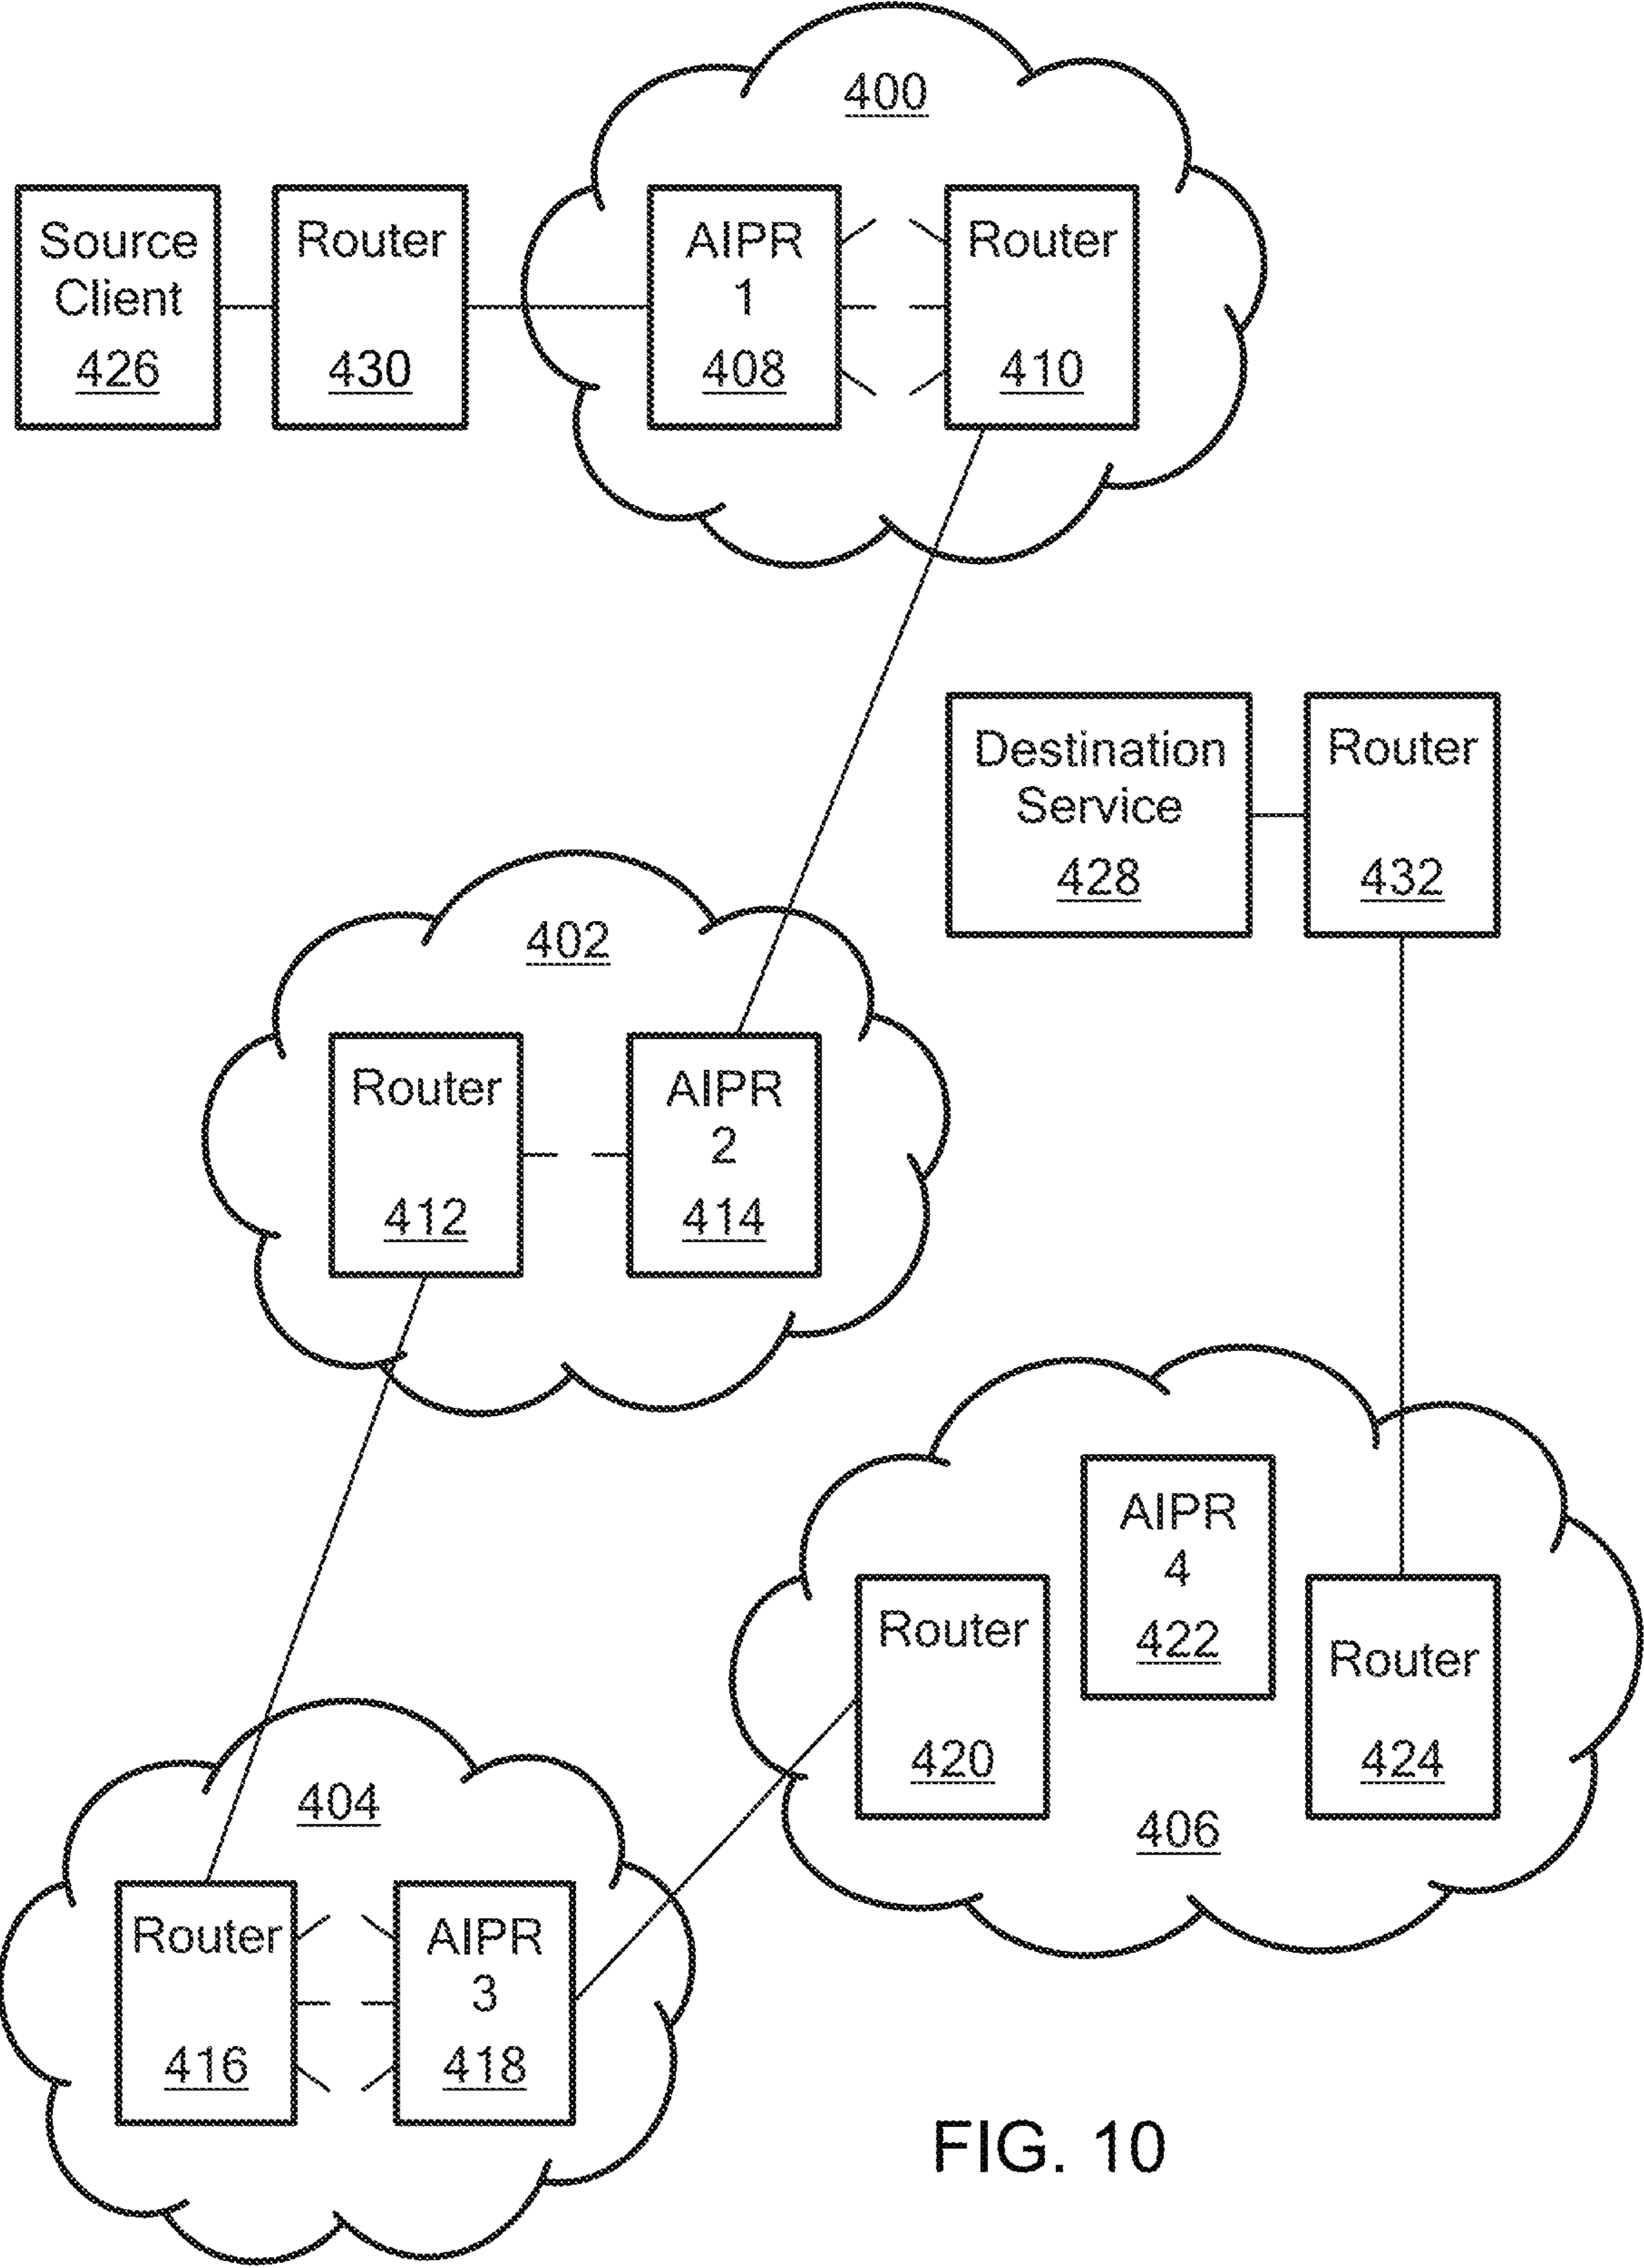 400
Source
Client
426
Router
430
AIPR
1
408
Router
410
Destination
Service
428
Router
432
402
Router
412
AIPR
2
414
AIPR
4
422
Router
420
Router
424
406
404
Router
416
AIPR
3
418
FIG. 10